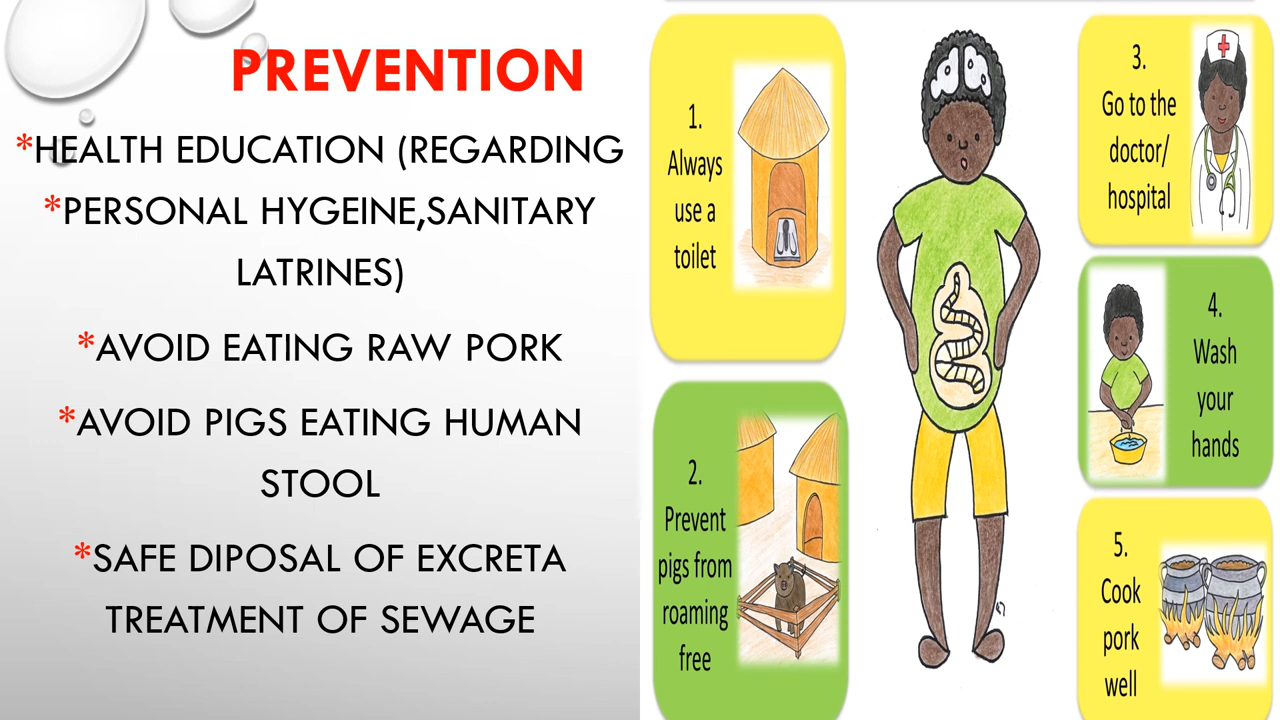 PREVENTION
*HEALTH EDUCATION (REGARDING
*PERSONAL HYGEINE,SANITARY
LATRINES)
*AVOID EATING RAW PORK
*AVOID PIGS EATING HUMAN
STOOL
*SAFE DIPOSAL OF EXCRETA
TREATMENT OF SEWAGE
1.
Always
use a
toilet
2.
Prevent
pigs from
roaming
free
3.
Go to the
doctor/
hospital
4.
Wash
your
hands
5.
Cook
pork
well